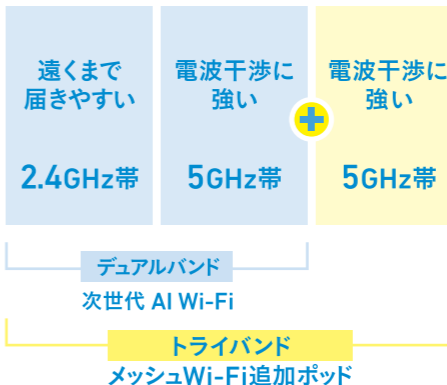 遠くまで
届きやすい
2.4GHz帯
電波干渉に
強い
5GHz帯
電波干渉に
強い
5GHz帯
デュアルバンド
次世代 AI Wi-Fi
トライバンド
メッシュWi-Fi追加ポッド